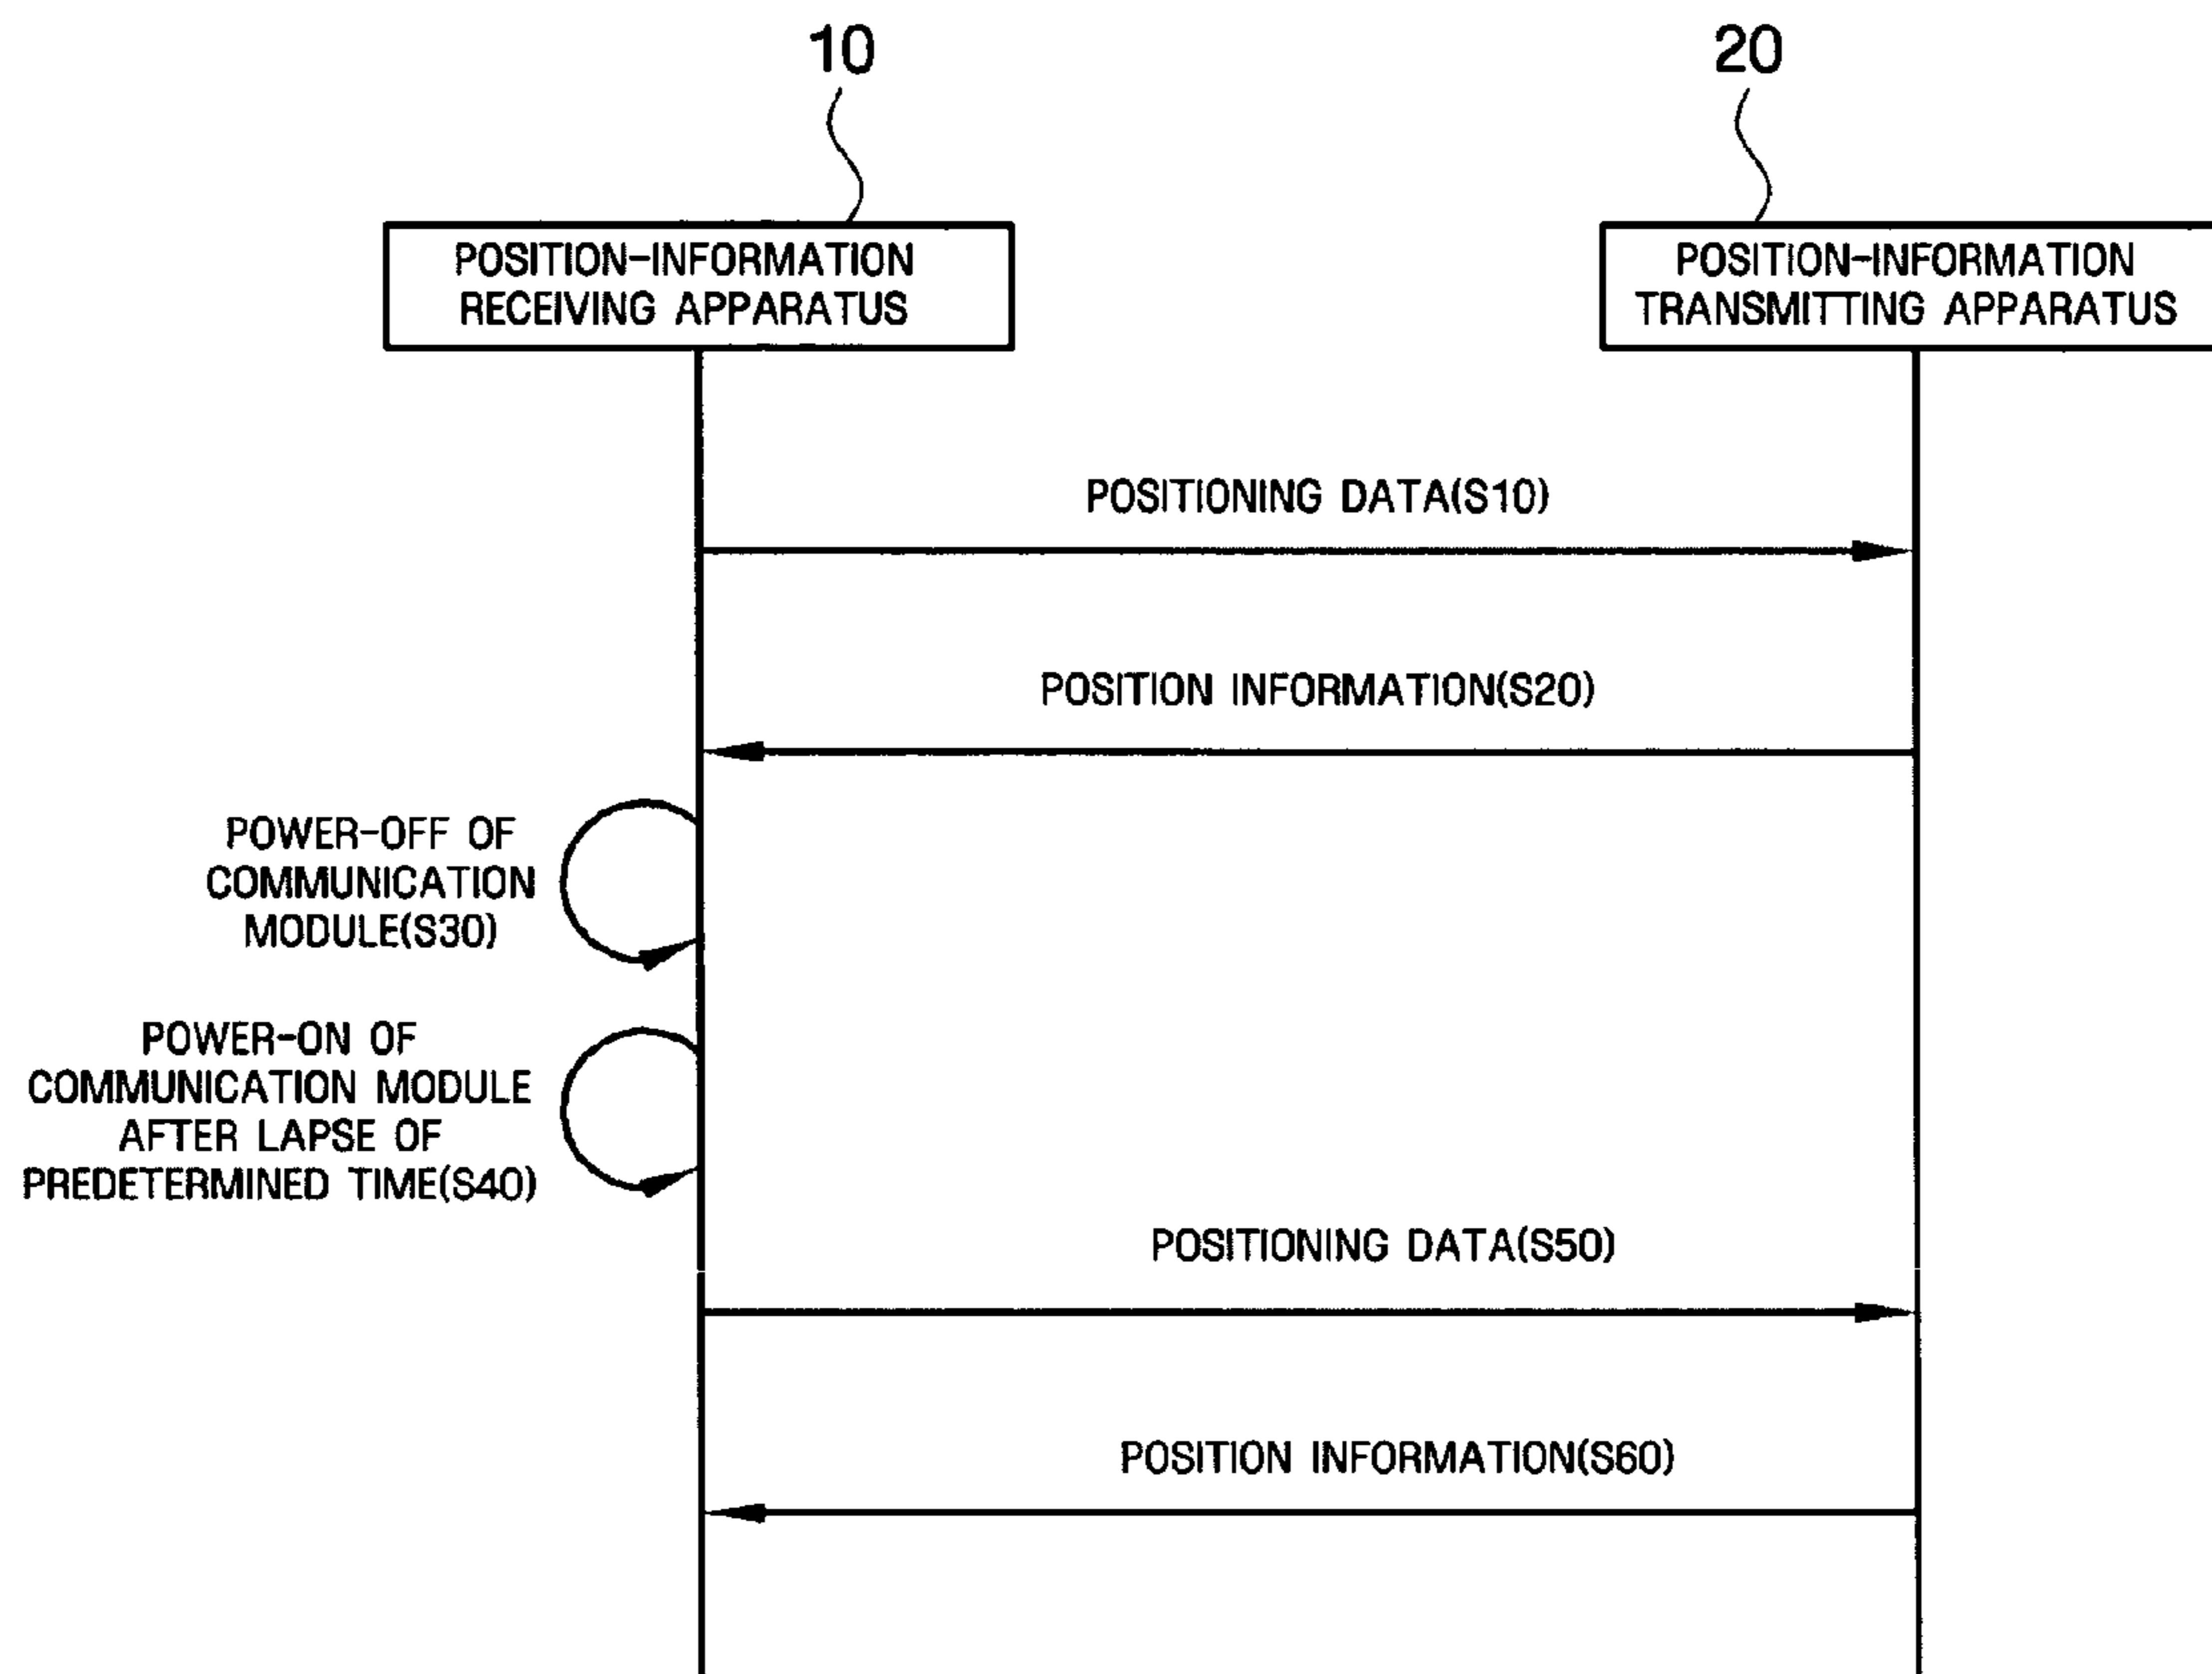 10
20
POSITION-INFORMATION
RECEIVING APPARATUS
POSITION-INFORMATION
TRANSMITTING APPARATUS
POSITIONING DATA(S10)
POSITION INFORMATION(S20)
POWER-OFF OF
COMMUNICATION
MODULE(S30)
POWER-ON OF
COMMUNICATION MODULE
AFTER LAPSE OF
PREDETERMINED TIME(S40)
POSITIONING DATA(S50)
POSITION INFORMATION(S60)